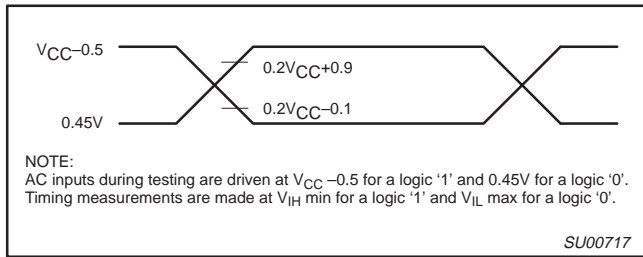 VCC–0.5
0.2VCC+0.9
0.2VCC–0.1
0.45V
NOTE:
AC inputs during testing are driven at VCC –0.5 for a logic ‘1’ and 0.45V for a logic ‘0’.
Timing measurements are made at VIH min for a logic ‘1’ and VIL max for a logic ‘0’.
SU00717